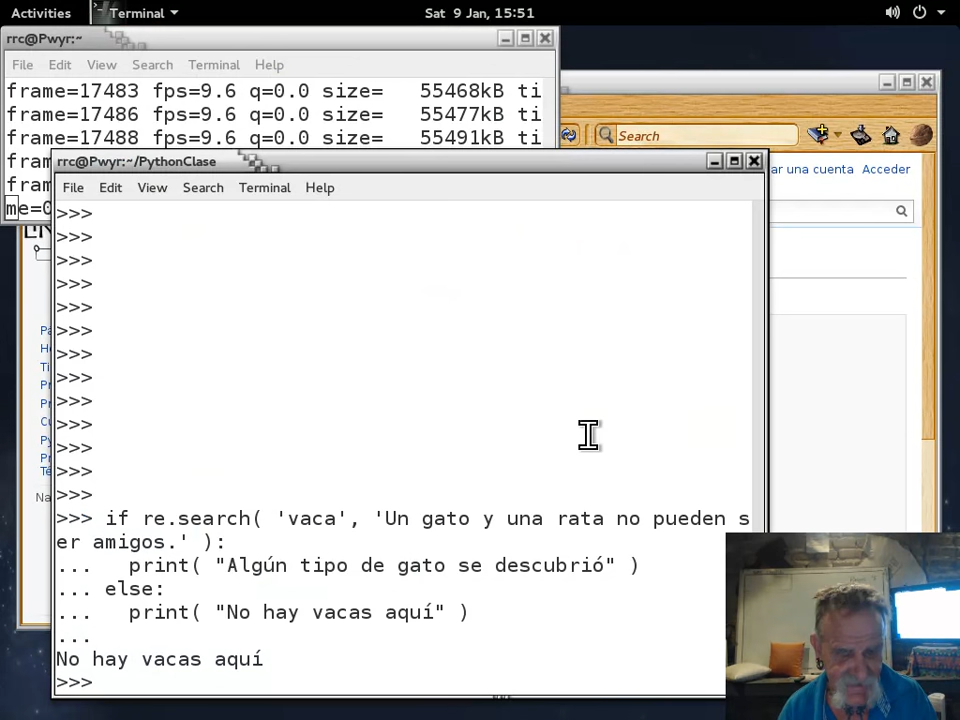 Activities
Terminal
Sat 9 Jan, 15:51
rrc@Pwyr:~
File Edit View Search Terminal Help
frame=17483 fps=9.6 q=0.0 size=   55468kB ti
frame=17486 fps=9.6 q=0.0 size=   55477kB ti
frame=17488 fps=9.6 q=0.0 size=   55491kB ti
fram
fram
me=0
Search
ar una cuenta Acceder
rrc@Pwyr:~/PythonClase
File Edit View Search Terminal Help
>>>
>>>
>>>
>>>
>>>
>>>
>>>
>>>
>>>
>>>
>>>
>>>
>>>
>>> if re.search( 'vaca', 'Un gato y una rata no pueden s
er amigos.' ):
...   print( "Algún tipo de gato se descubrió" )
... else:
...   print( "No hay vacas aquí" )
...
No hay vacas aquí
>>>